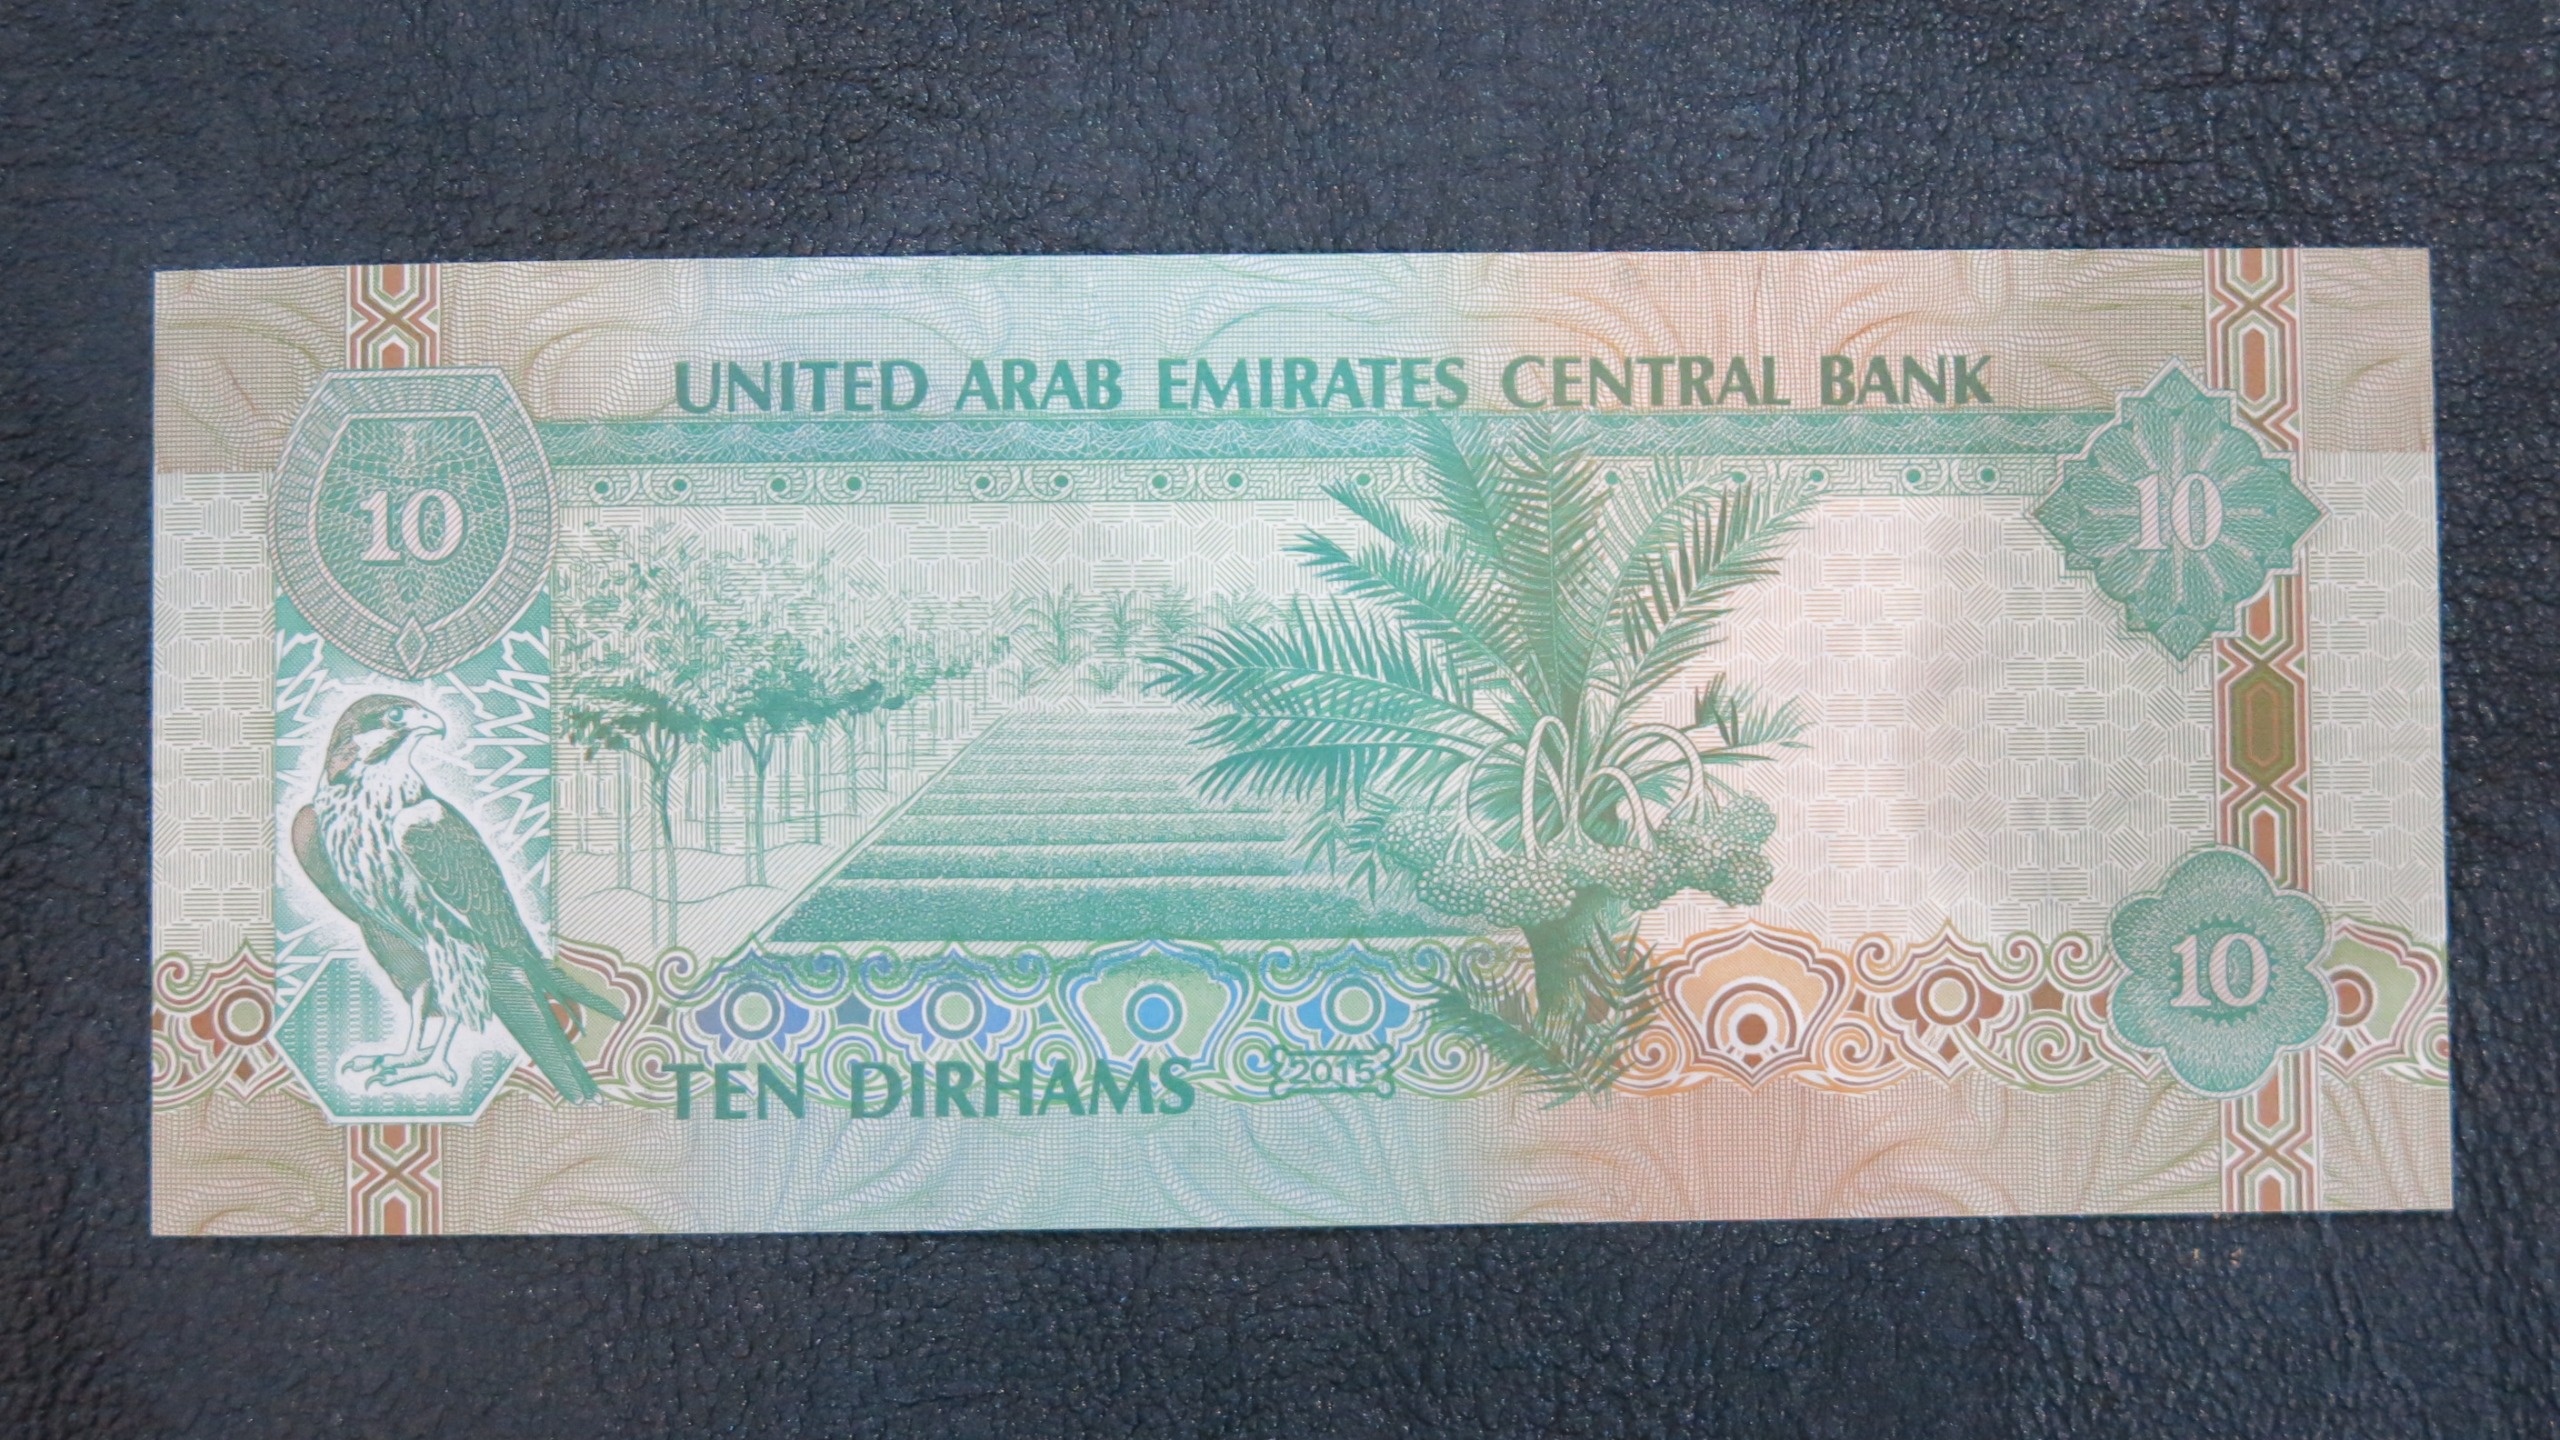 UNITED ARAB EMIRATES CENTRAL BANK
10
10
10
TEN DIRHAMS
2015